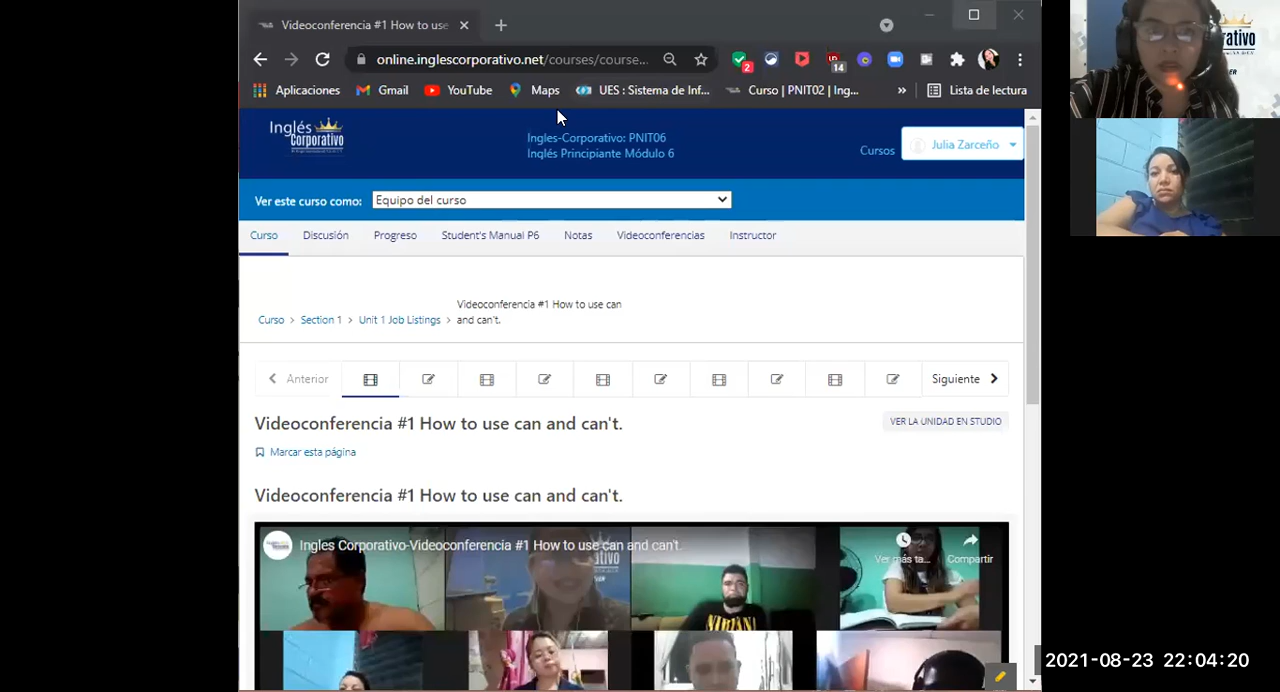 Videoconferencia #1 How to use
online.inglescorporativo.net/courses/course...
2
14
Aplicaciones
Gmail
YouTube
Maps
UES : Sistema de Inf...
Curso | PNIT02 | Ing...
»
Lista de lectura
Inglés
Corporativo
Ingles-Corporativo: PNIT06
Inglés Principiante Módulo 6
Cursos
Julia Zarceño
Ver este curso como:
Equipo del curso
Curso
Discusión
Progreso
Student's Manual P6
Notas
Videoconferencias
Instructor
Curso > Section 1 > Unit 1 Job Listings > Videoconferencia #1 How to use can
and can't.
Anterior
Siguiente
Videoconferencia #1 How to use can and can't.
VER LA UNIDAD EN STUDIO
Marcar esta página
Videoconferencia #1 How to use can and can't.
Ingles Corporativo-Videoconferencia #1 How to use can and can't.
Ver más ta...
Compartir
2021-08-23 22:04:20